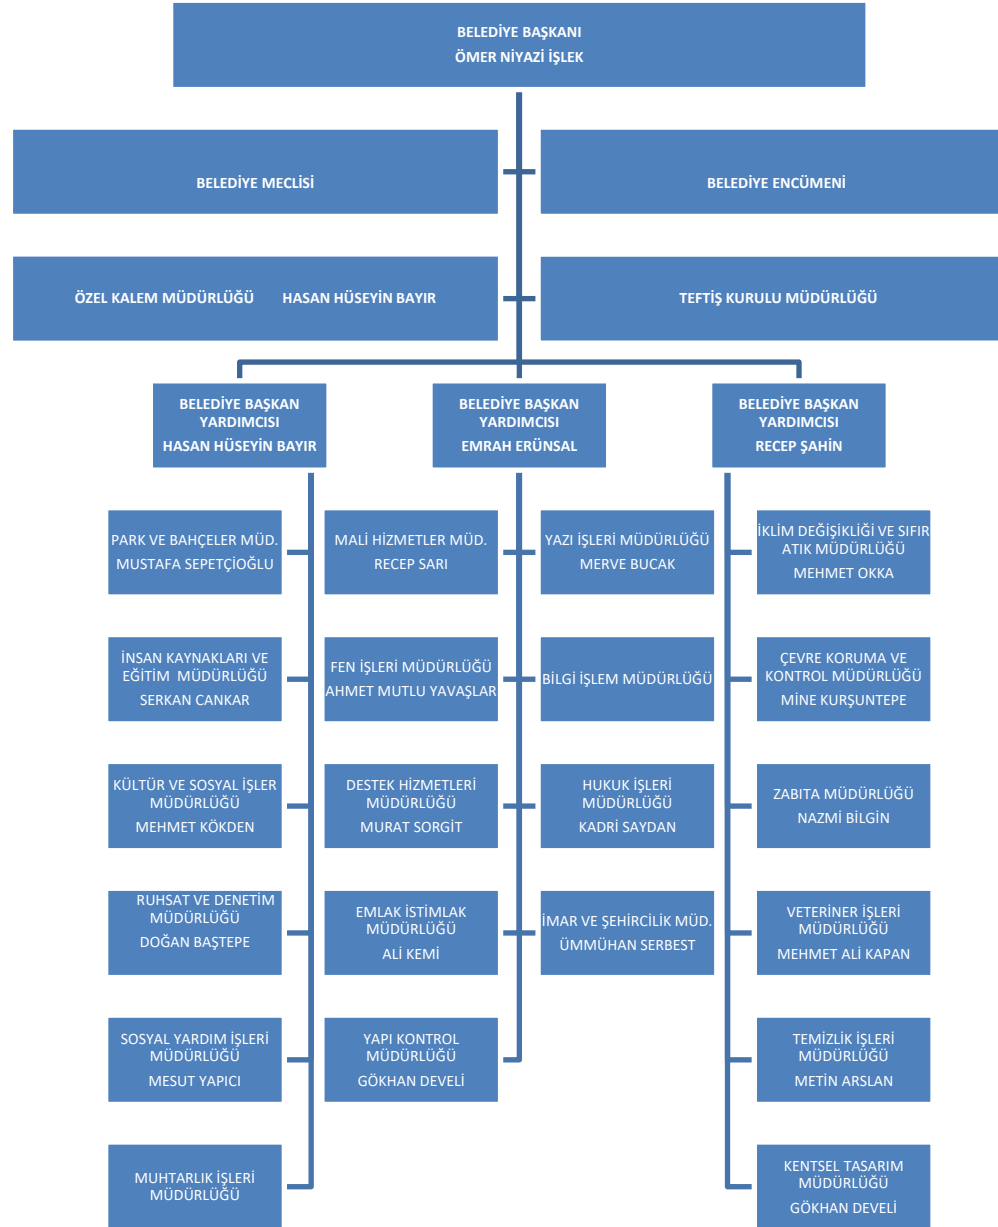 BELEDİYE BAŞKANI
ÖMER NİYAZİ İŞLEK
BELEDİYE MECLİSİ
BELEDİYE ENCÜMENİ
ÖZEL KALEM MÜDÜRLÜĞÜ HASAN HÜSEYİN BAYIR
TEFTİŞ KURULU MÜDÜRLÜĞÜ
BELEDİYE BAŞKAN
YARDIMCISI
HASAN HÜSEYİN BAYIR
BELEDİYE BAŞKAN
YARDIMCISI
EMRAH ERÜNSAL
BELEDİYE BAŞKAN
YARDIMCISI
RECEP ŞAHİN
PARK VE BAHÇELER MÜD.
MUSTAFA SEPETÇİOĞLU
MALİ HİZMETLER MÜD.
RECEP SARI
YAZI İŞLERİ MÜDÜRLÜĞÜ
MERVE BUCAK
İKLİM DEĞİŞİKLİĞİ VE SIFIR
ATIK MÜDÜRLÜĞÜ
MEHMET OKKA
İNSAN KAYNAKLARI VE
EĞİTİM MÜDÜRLÜĞÜ
SERKAN CANKAR
FEN İŞLERİ MÜDÜRLÜĞÜ
AHMET MUTLU YAVAŞLAR
BİLGİ İŞLEM MÜDÜRLÜĞÜ
ÇEVRE KORUMA VE
KONTROL MÜDÜRLÜĞÜ
MİNE KURŞUNTEPE
KÜLTÜR VE SOSYAL İŞLER
MÜDÜRLÜĞÜ
MEHMET KÖKDEN
DESTEK HİZMETLERİ
MÜDÜRLÜĞÜ
MURAT SORGİT
HUKUK İŞLERİ
MÜDÜRLÜĞÜ
KADRİ SAYDAN
ZABITA MÜDÜRLÜĞÜ
NAZMİ BİLGİN
RUHSAT VE DENETİM
MÜDÜRLÜĞÜ
DOĞAN BAŞTEPE
EMLAK İSTİMLAK
MÜDÜRLÜĞÜ
ALİ KEMİ
İMAR VE ŞEHİRCİLİK MÜD.
ÜMMÜHAN SERBEST
VETERİNER İŞLERİ
MÜDÜRLÜĞÜ
MEHMET ALİ KAPAN
SOSYAL YARDIM İŞLERİ
MÜDÜRLÜĞÜ
MESUT YAPICI
YAPI KONTROL
MÜDÜRLÜĞÜ
GÖKHAN DEVELİ
TEMİZLİK İŞLERİ
MÜDÜRLÜĞÜ
METİN ARSLAN
MUHTARLIK İŞLERİ
MÜDÜRLÜĞÜ
KENTSEL TASARIM
MÜDÜRLÜĞÜ
GÖKHAN DEVELİ